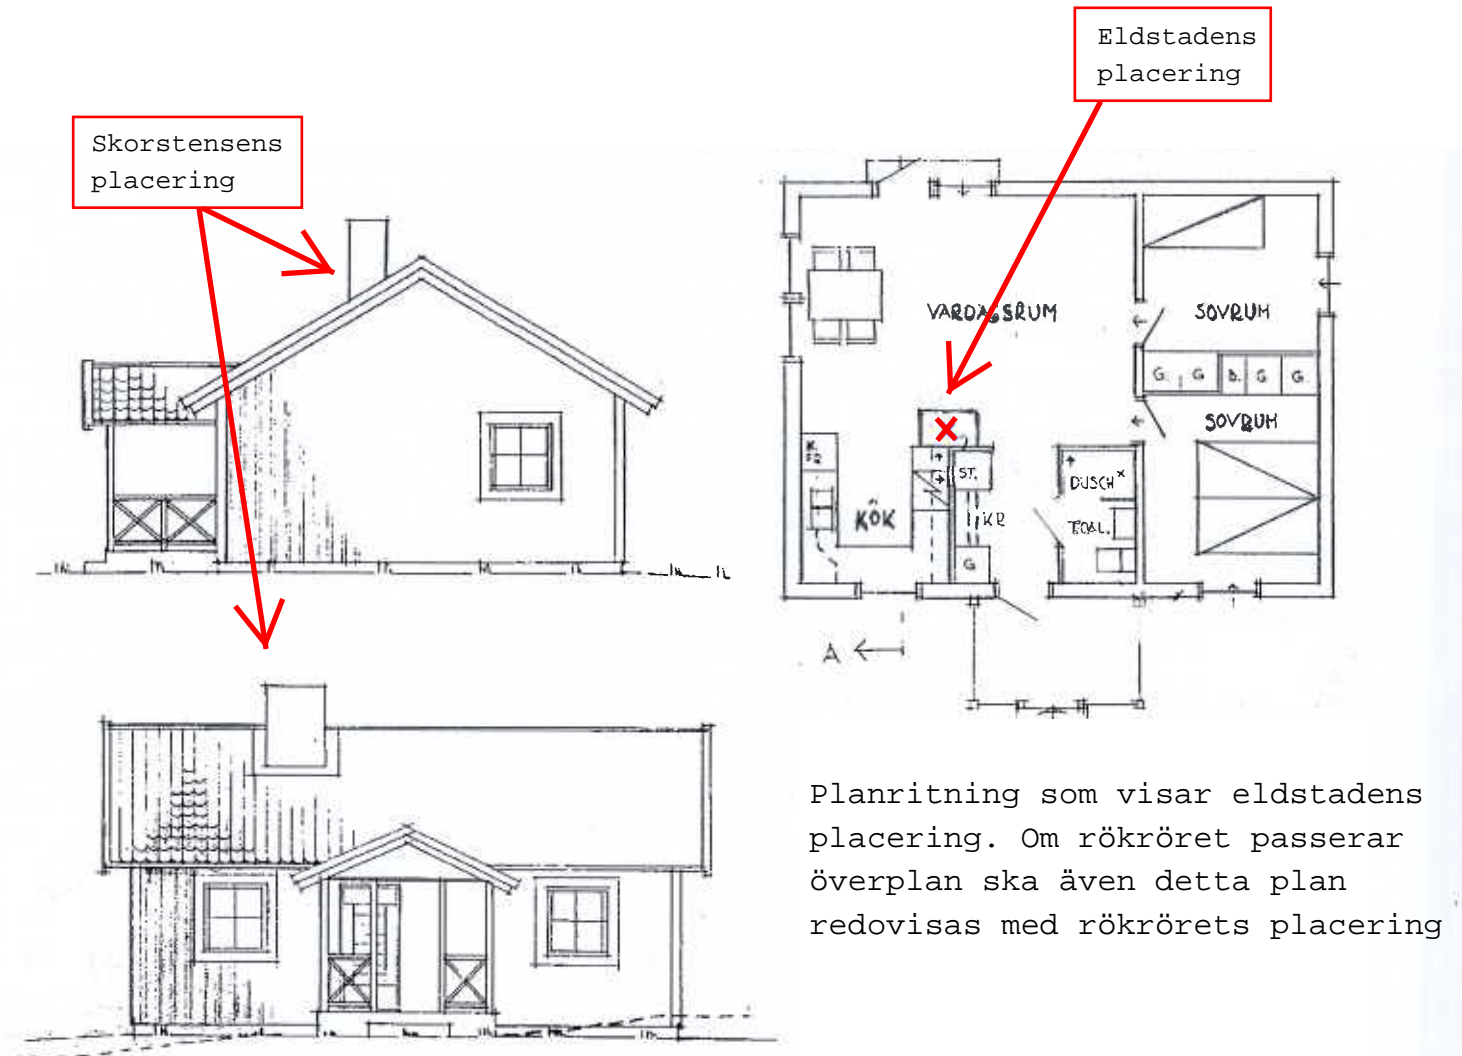 Eldstadens
placering
Skorstensens
placering
VARDAGSRUM
SOVRUM
G. G B. G G.
SOVRUM
K.
ST.
DUSCH
KÖK
KR
TOAL.
G
A
Planritning som visar eldstadens
placering. Om rökröret passerar
överplan ska även detta plan
redovisas med rökrörets placering